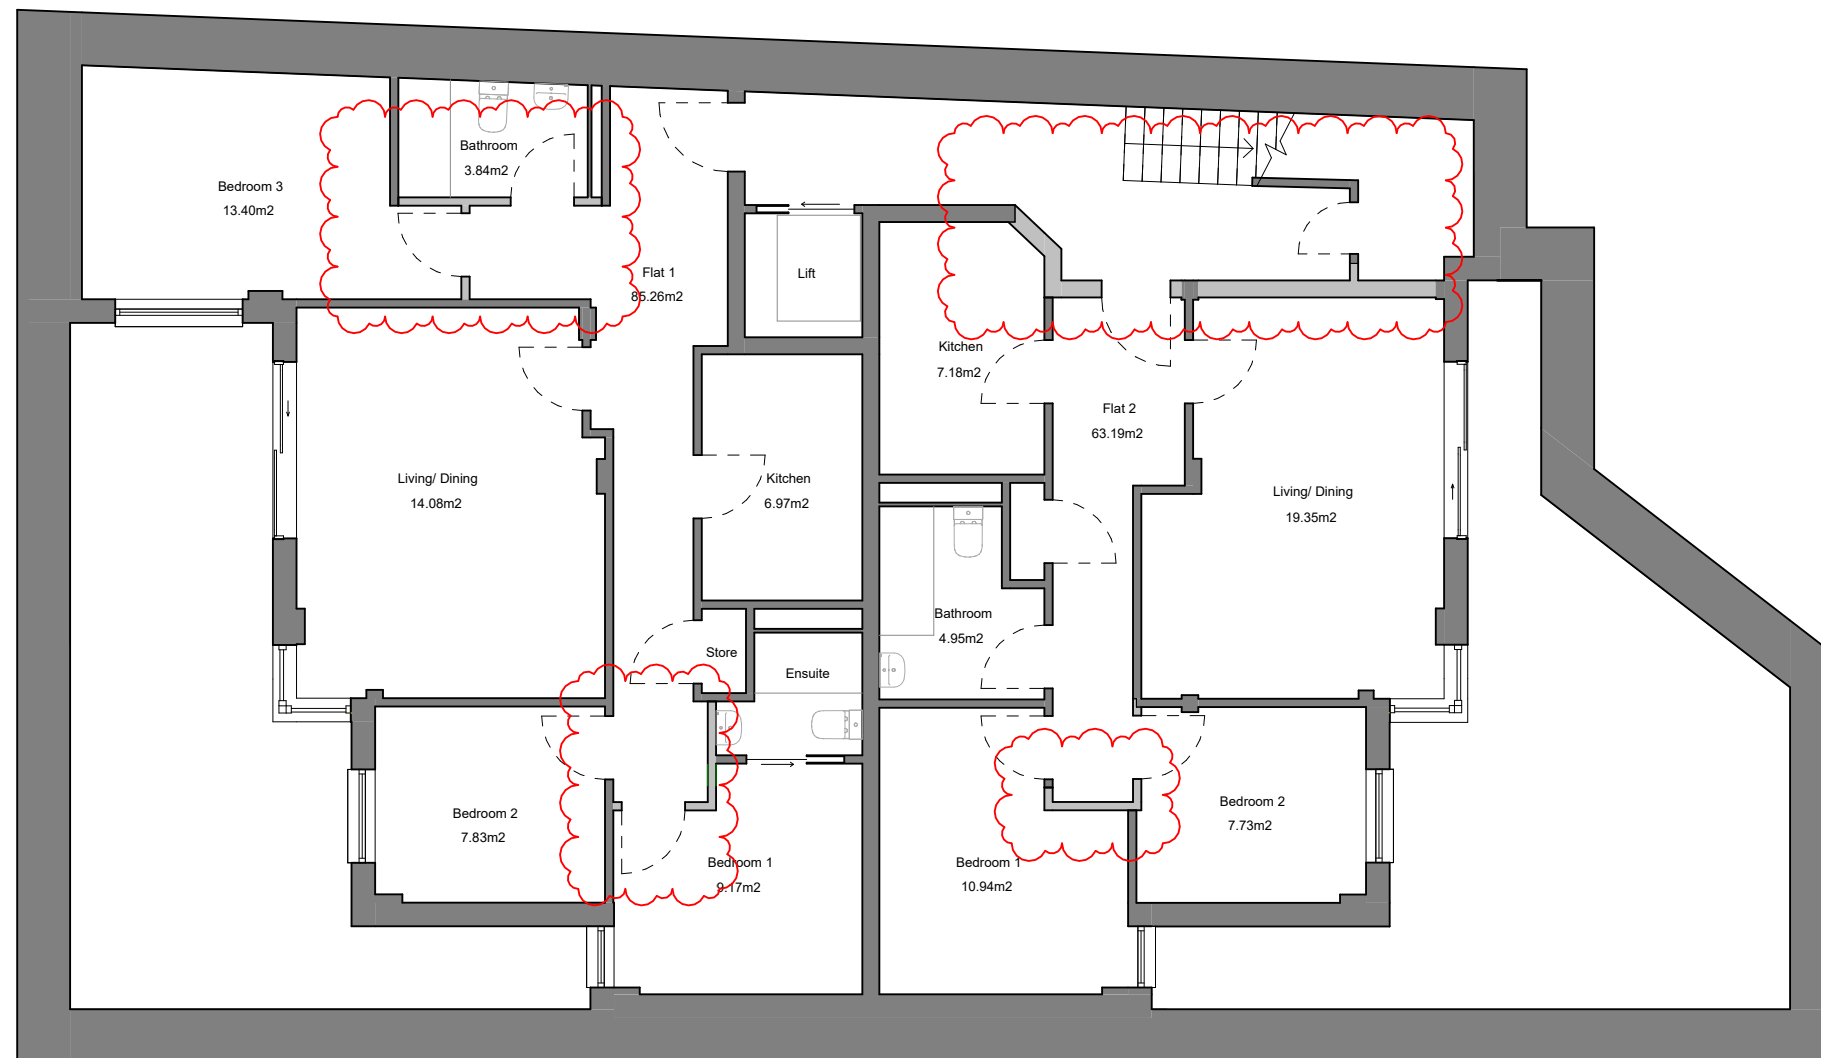 Bathroom
3.84m2
Bedroom 3
13.40m2
Flat 1
85.26m2
Lift
Kitchen
7.18m2
Flat 2
63.19m2
Living/ Dining
14.08m2
Kitchen
6.97m2
Living/ Dining
19.35m2
Bathroom
4.95m2
Store
Ensuite
Bedroom 2
7.83m2
Bedroom 1
9.17m2
Bedroom 1
10.94m2
Bedroom 2
7.73m2